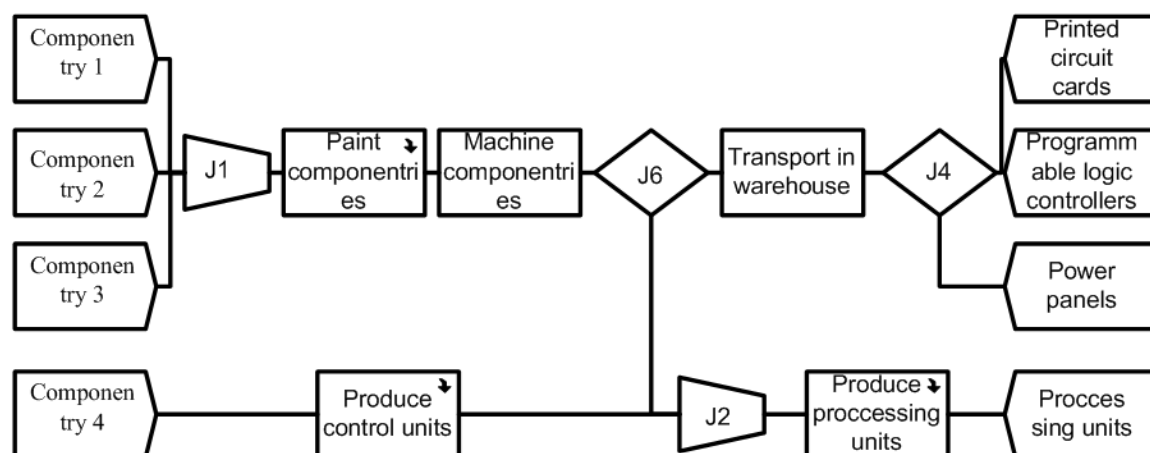 Componen
try 1
Componen
try 2
Componen
try 3
Componen
try 4
J1
Paint
componentri
es
Machine
componentri
es
J6
Transport in
warehouse
J4
Printed
circuit
cards
Programm
able logic
controllers
Power
panels
Produce
control units
J2
Produce
proccessing
units
Procces
sing units